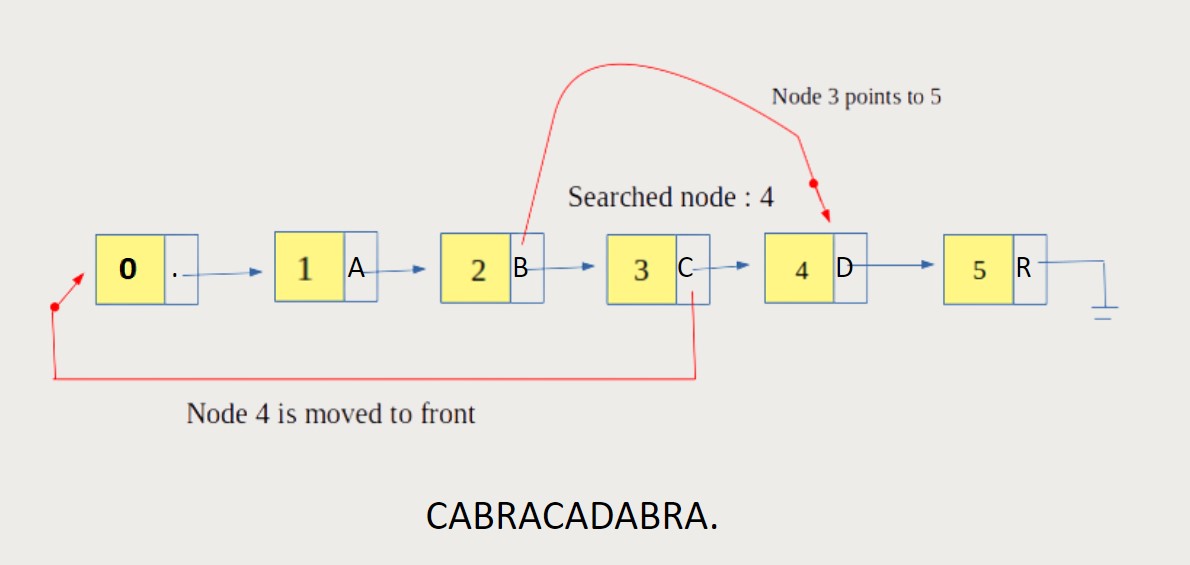 Node 3 points to 5
Searched node : 4
0 . 1 A 2 B 3 C 4 D 5 R
Node 4 is moved to front
CABRACADABRA.